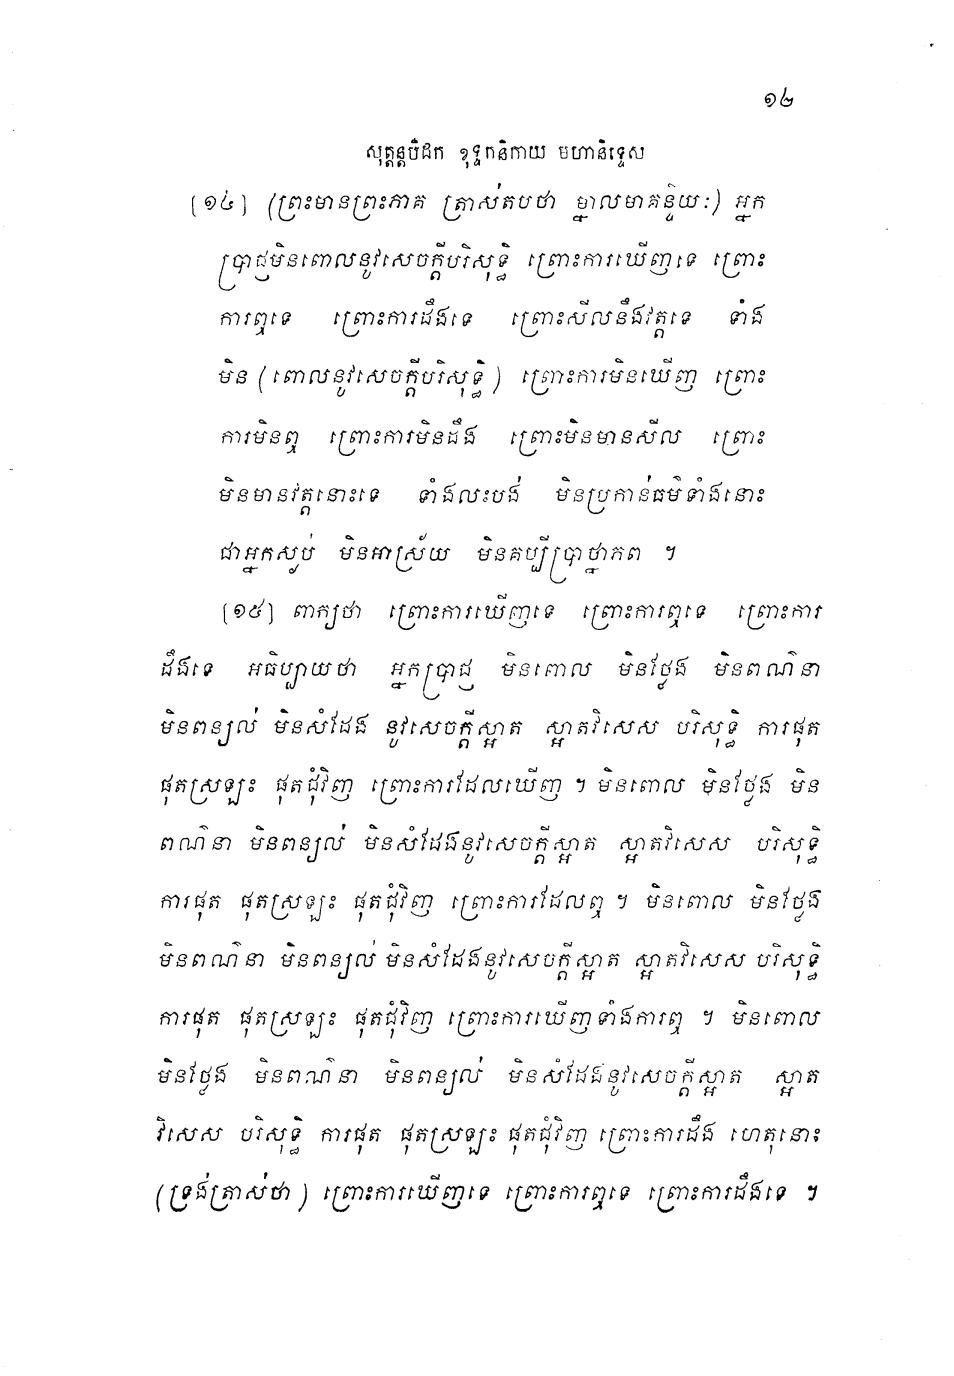 ១២
សុត្តន្តបិដក ខុទ្ទកនិកាយ មហានិទ្ទេស
[១៤] (ព្រះមានព្រះភាគ ត្រាស់តបថា ម្នាលមាគន្ទិយៈ) អ្នក
ប្រាជ្ញមិនពោលនូវសេចក្តីបរិសុទ្ធិ ព្រោះការឃើញទេ ព្រោះ
ការឮទេ ព្រោះការដឹងទេ ព្រោះសីលនឹងវត្តទេ ទាំង
មិន (ពោលនូវសេចក្តីបរិសុទ្ធិ) ព្រោះការមិនឃើញ ព្រោះ
ការមិនឮ ព្រោះការមិនដឹង ព្រោះមិនមានសីល ព្រោះ
មិនមានវត្តនោះទេ ទាំងលះបង់ មិនប្រកាន់ធម៌ទាំងនោះ
ជាអ្នកស្ងប់ មិនអាស្រ័យ មិនគប្បីប្រាថ្នាភព ។
[១៥] ពាក្យថា ព្រោះការឃើញទេ ព្រោះការឮទេ ព្រោះការ
ដឹងទេ អធិប្បាយថា អ្នកប្រាជ្ញ មិនពោល មិនថ្លែង មិនពណ៌នា
មិនពន្យល់ មិនសំដែង នូវសេចក្តីស្អាត ស្អាតវិសេស បរិសុទ្ធិ ការផុត
ផុតស្រឡះ ផុតជុំវិញ ព្រោះការដែលឃើញ ។ មិនពោល មិនថ្លែង មិន
ពណ៌នា មិនពន្យល់ មិនសំដែងនូវសេចក្តីស្អាត ស្អាតវិសេស បរិសុទ្ធិ
ការផុត ផុតស្រឡះ ផុតជុំវិញ ព្រោះការដែលឮ ។ មិនពោល មិនថ្លែង
មិនពណ៌នា មិនពន្យល់ មិនសំដែងនូវសេចក្តីស្អាត ស្អាតវិសេស បរិសុទ្ធិ
ការផុត ផុតស្រឡះ ផុតជុំវិញ ព្រោះការឃើញទាំងការឮ ។ មិនពោល
មិនថ្លែង មិនពណ៌នា មិនពន្យល់ មិនសំដែងនូវសេចក្តីស្អាត ស្អាត
វិសេស បរិសុទ្ធិ ការផុត ផុតស្រឡះ ផុតជុំវិញ ព្រោះការដឹង ហេតុនោះ
(ទ្រង់ត្រាស់ថា) ព្រោះការឃើញទេ ព្រោះការឮទេ ព្រោះការដឹងទេ ។